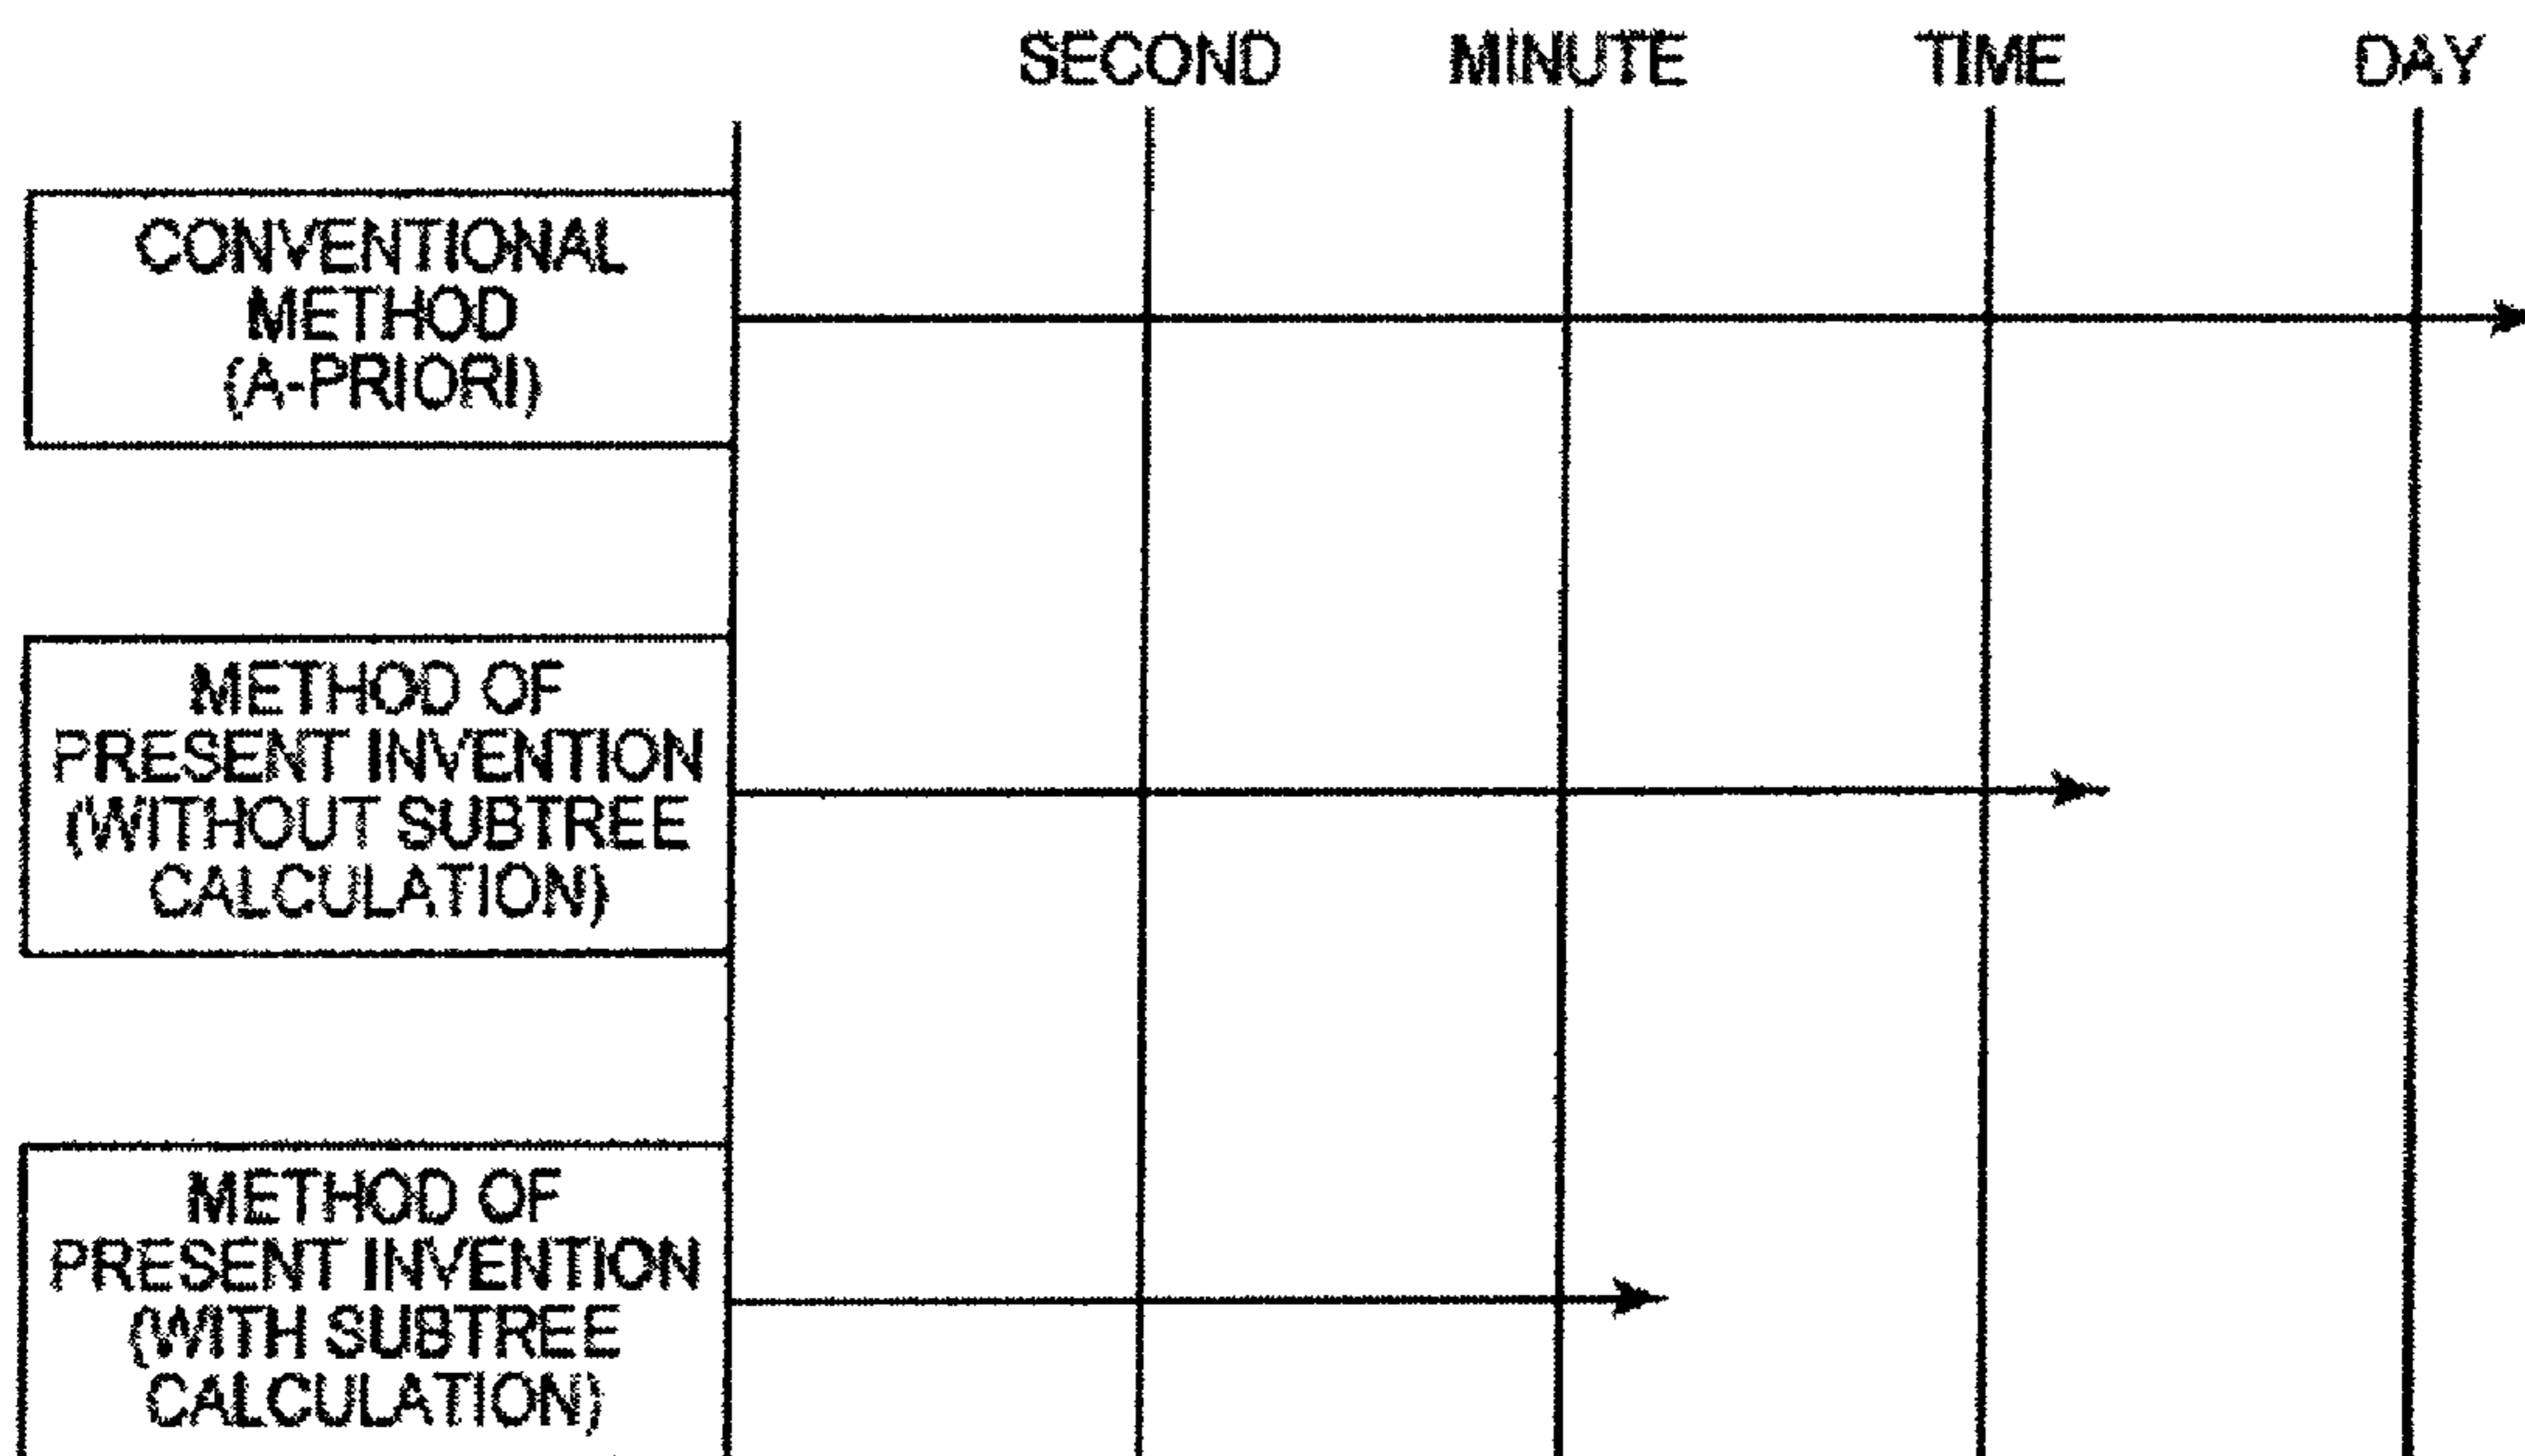 SECOND MINUTE TIME DAY
CONVENTIONAL
METHOD
(A-PRIORI)
METHOD OF
PRESENT INVENTION
(WITHOUT SUBTREE
CALCULATION)
METHOD OF
PRESENT INVENTION
(WITH SUBTREE
CALCULATION)